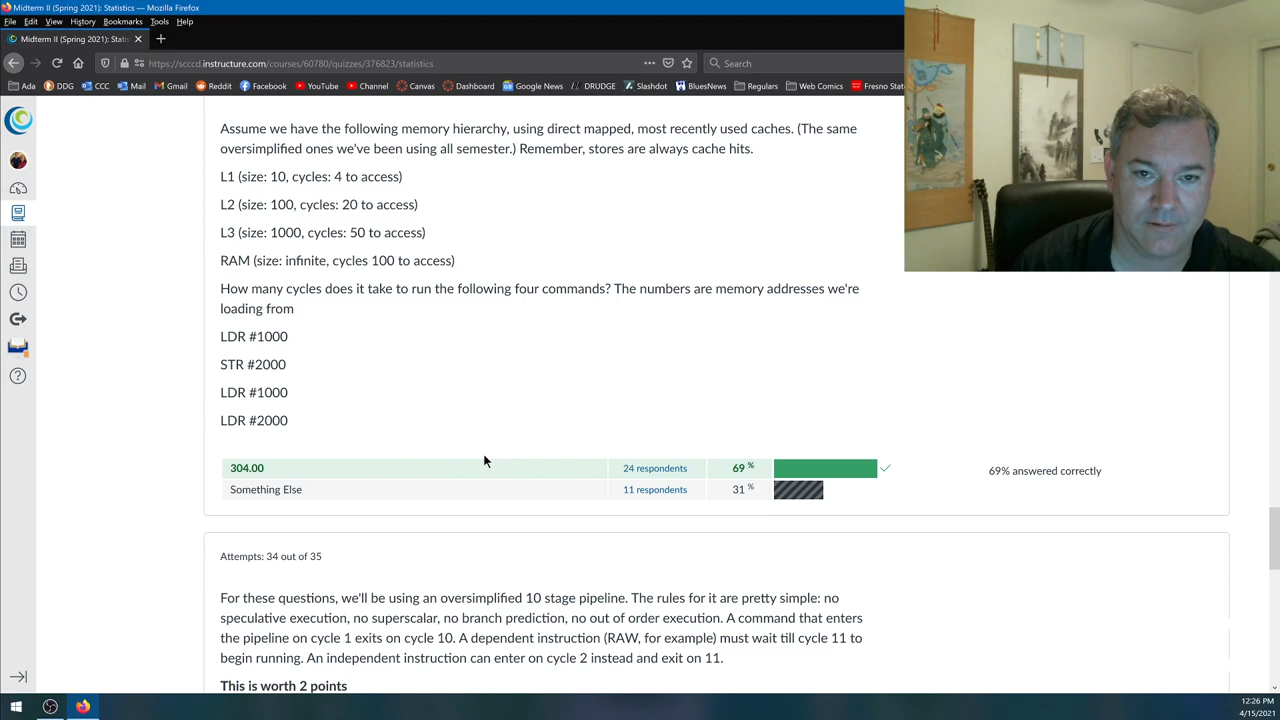 Midterm II (Spring 2021): Statistics — Mozilla Firefox
File Edit View History Bookmarks Tools Help
Midterm II (Spring 2021): Statis
https://scccd.instructure.com/courses/60780/quizzes/376823/statistics
Search
Ada DDG CCC Mail Gmail Reddit Facebook YouTube Channel Canvas Dashboard Google News DRUDGE Slashdot BluesNews Regulars Web Comics Fresno Stat
Assume we have the following memory hierarchy, using direct mapped, most recently used caches. (The same
oversimplified ones we've been using all semester.) Remember, stores are always cache hits.
L1 (size: 10, cycles: 4 to access)
L2 (size: 100, cycles: 20 to access)
L3 (size: 1000, cycles: 50 to access)
RAM (size: infinite, cycles 100 to access)
How many cycles does it take to run the following four commands? The numbers are memory addresses we're
loading from
LDR #1000
STR #2000
LDR #1000
LDR #2000
304.00 24 respondents 69 %
Something Else 11 respondents 31 %
69% answered correctly
Attempts: 34 out of 35
For these questions, we'll be using an oversimplified 10 stage pipeline. The rules for it are pretty simple: no
speculative execution, no superscalar, no branch prediction, no out of order execution. A command that enters
the pipeline on cycle 1 exits on cycle 10. A dependent instruction (RAW, for example) must wait till cycle 11 to
begin running. An independent instruction can enter on cycle 2 instead and exit on 11.
This is worth 2 points
12:26 PM
4/15/2021